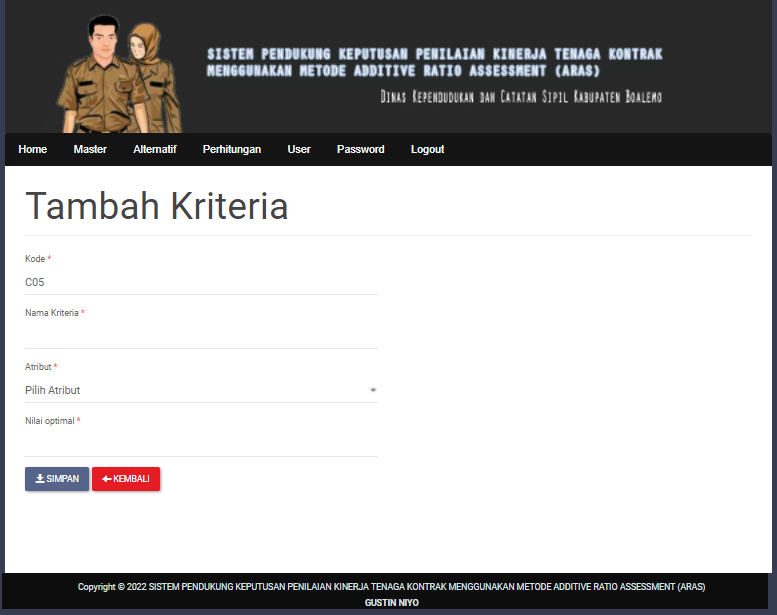 SISTEM PENDUKUNG KEPUTUSAN PENILAIAN KINERJA TENAGA KONTRAK
MENGGUNAKAN METODE ADDITIVE RATIO ASSESSMENT (ARAS)
DINAS KEPENDUDUKAN DAN CATATAN SIPIL KABUPATEN BOALEMO
Home Master Alternatif Perhitungan User Password Logout
Tambah Kriteria
Kode *
C05
Nama Kriteria *
Atribut *
Pilih Atribut
Nilai optimal *
SIMPAN KEMBALI
Copyright © 2022 SISTEM PENDUKUNG KEPUTUSAN PENILAIAN KINERJA TENAGA KONTRAK MENGGUNAKAN METODE ADDITIVE RATIO ASSESSMENT (ARAS)
GUSTIN NIYO